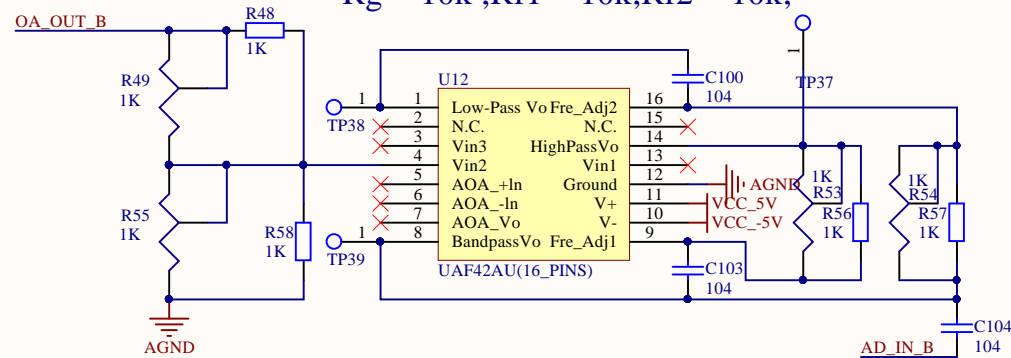 Rg = 10k ,Rf1 = 10k,Rf2 = 10k,
OA_OUT_B
R48
1K
R49
1K
R55
1K
R58
1K
AGND
TP38
1
TP39
1
U12
1 Low-Pass Vo Fre_Adj2 16
2 N.C. N.C. 15
3 Vin3 HighPassVo 14
4 Vin2 Vin1 13
5 AOA_+In Ground 12
6 AOA_-In V+ 11
7 AOA_Vo V- 10
8 BandpassVo Fre_Adj1 9
UAF42AU(16_PINS)
C100
104
C103
104
AGND
VCC_5V
VCC_-5V
1
TP37
1K
R53
R56
1K
1K
R54
R57
1K
C104
104
AD_IN_B